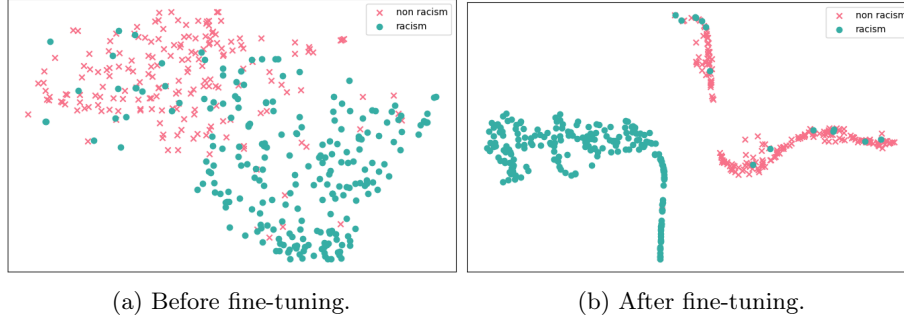 non racism
racism
non racism
racism
(a) Before fine-tuning.
(b) After fine-tuning.